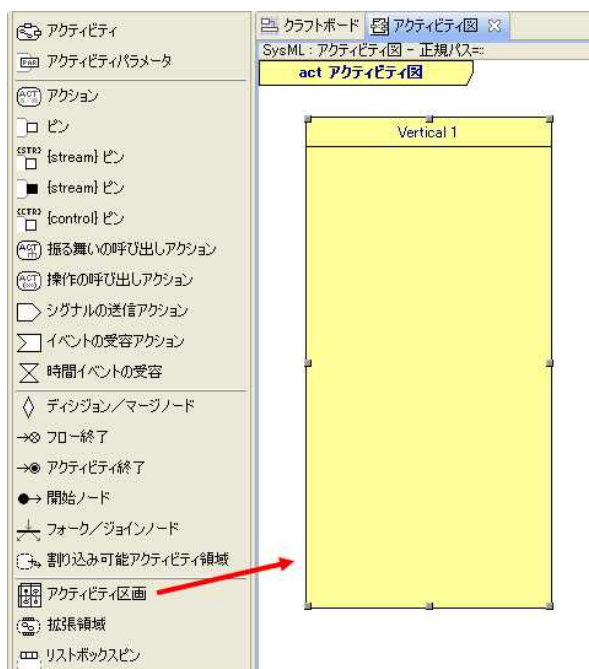 アクティビティ
アクティビティパラメータ
アクション
ピン
{stream} ピン
{stream} ピン
{control} ピン
振る舞いの呼び出しアクション
操作の呼び出しアクション
シグナルの送信アクション
イベントの受容アクション
時間イベントの受容
ディシジョン／マージノード
フロー終了
アクティビティ終了
開始ノード
フォーク／ジョインノード
割り込み可能アクティビティ領域
アクティビティ区画
拡張領域
リストボックスピン
クラフトボード
アクティビティ図
SysML : アクティビティ図 - 正規パス=::
act アクティビティ図
Vertical 1